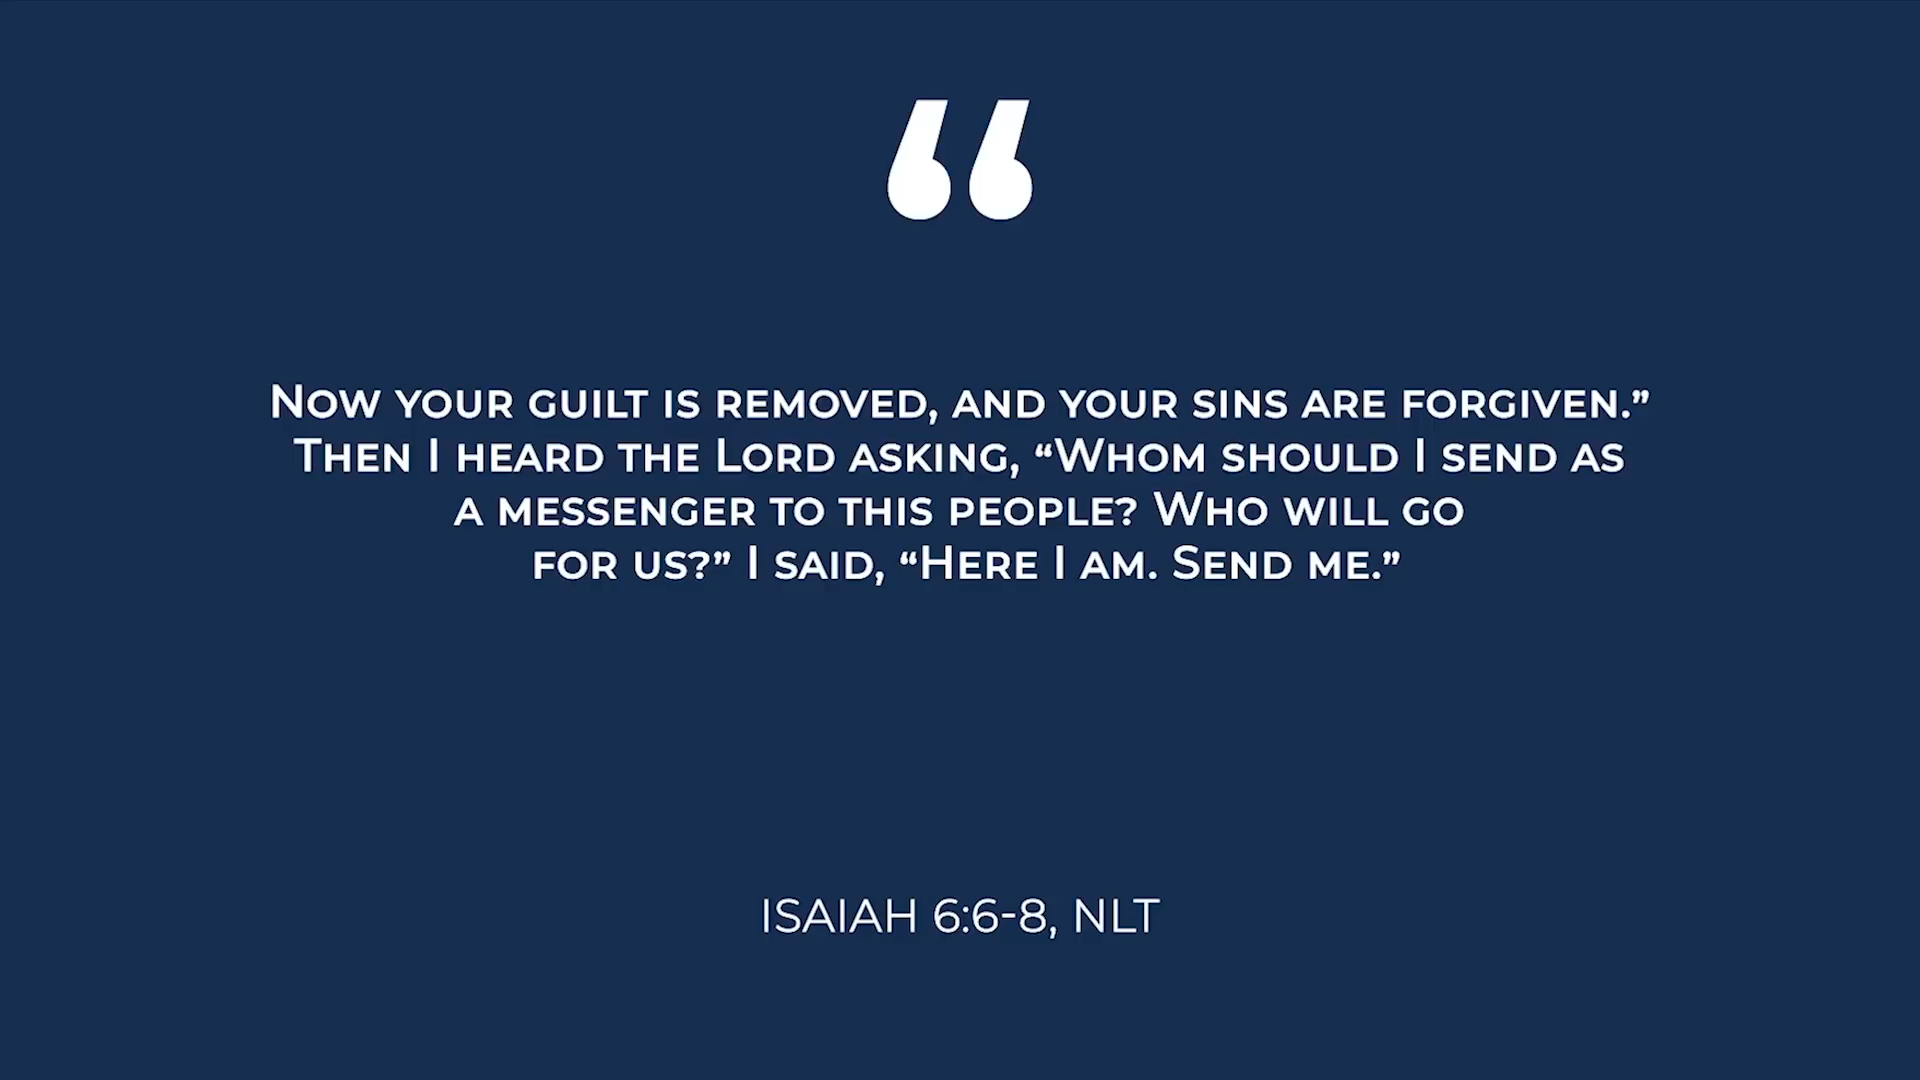 “
Now your guilt is removed, and your sins are forgiven.”
Then I heard the Lord asking, “Whom should I send as
a messenger to this people? Who will go
for us?” I said, “Here I am. Send me.”
ISAIAH 6:6-8, NLT